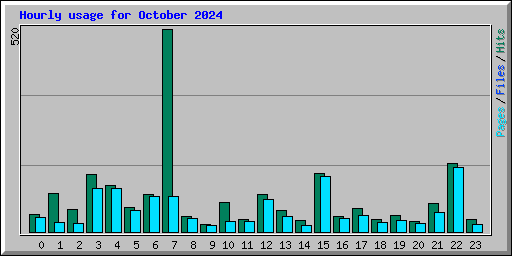 Hourly usage for October 2024
520
Pages/Files/Hits
0 1 2 3 4 5 6 7 8 9 10 11 12 13 14 15 16 17 18 19 20 21 22 23